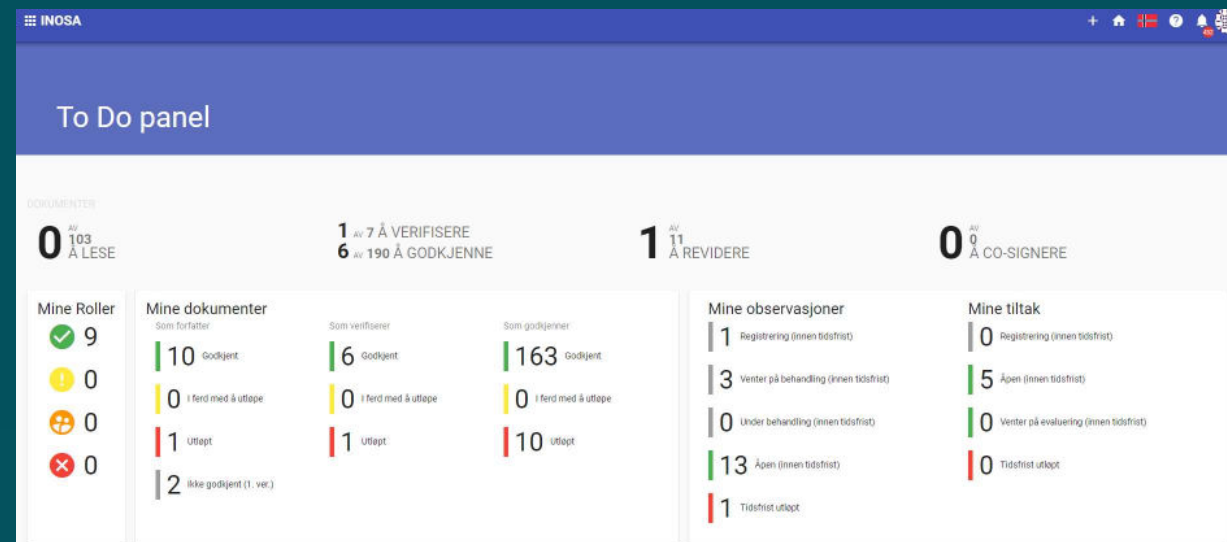 INOSA
To Do panel
DOKUMENTER
0 AV 103 Å LESE
1 AV 7 Å VERIFISERE
6 AV 190 Å GODKJENNE
1 AV 11 Å REVIDERE
0 AV 0 Å CO-SIGNERE
Mine Roller
9
0
0
0
Mine dokumenter
Som forfatter
10 Godkjent
0 I ferd med å utløpe
1 Utløpt
2 Ikke godkjent (1. ver.)
Som verifiserer
6 Godkjent
0 I ferd med å utløpe
1 Utløpt
Som godkjenner
163 Godkjent
0 I ferd med å utløpe
10 Utløpt
Mine observasjoner
1 Registrering (innen tidsfrist)
3 Venter på behandling (innen tidsfrist)
0 Under behandling (innen tidsfrist)
13 Åpen (innen tidsfrist)
1 Tidsfrist utløpt
Mine tiltak
0 Registrering (innen tidsfrist)
5 Åpen (innen tidsfrist)
0 Venter på evaluering (innen tidsfrist)
0 Tidsfrist utløpt